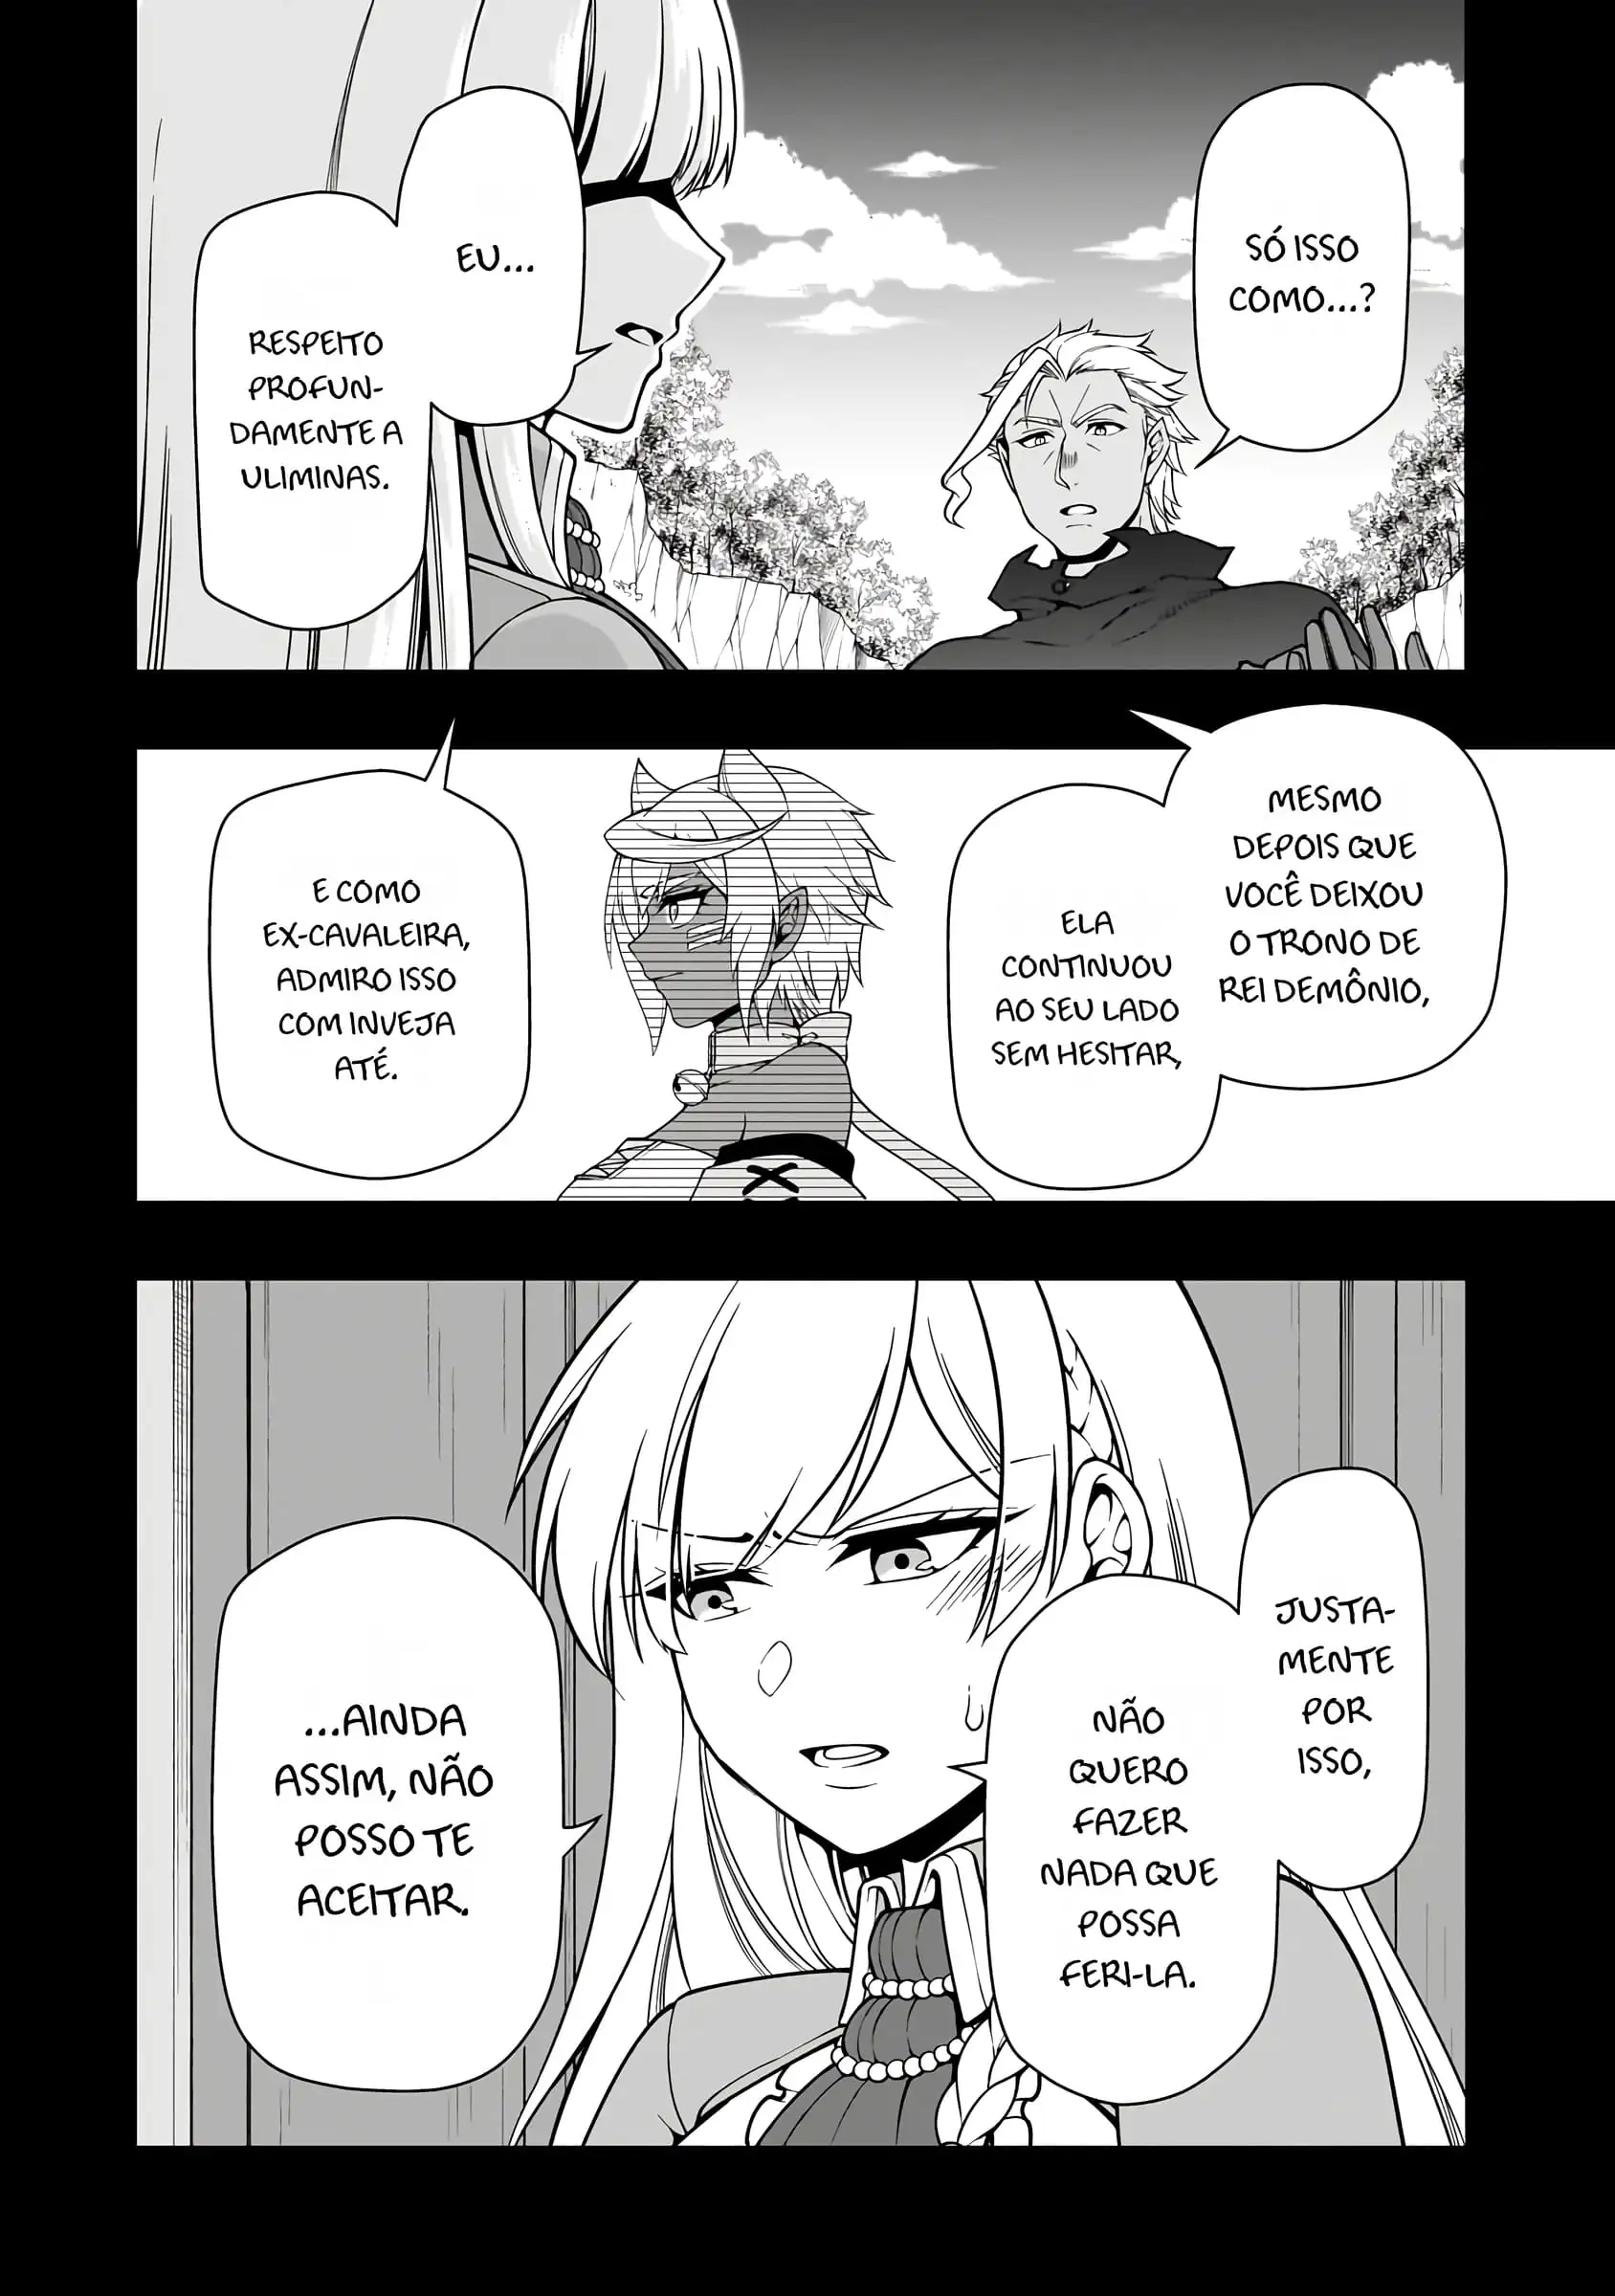 SÓ ISSO
COMO...?
EU...
RESPEITO
PROFUN-
DAMENTE A
ULIMINAS.
MESMO
DEPOIS QUE
VOCÊ DEIXOU
O TRONO DE
REI DEMÔNIO,
ELA
CONTINUOU
AO SEU LADO
SEM HESITAR,
E COMO
EX-CAVALEIRA,
ADMIRO ISSO
COM INVEJA
ATÉ.
JUSTA-
MENTE
POR
ISSO,
NÃO
QUERO
FAZER
NADA QUE
POSSA
FERI-LA.
...AINDA
ASSIM, NÃO
POSSO TE
ACEITAR.